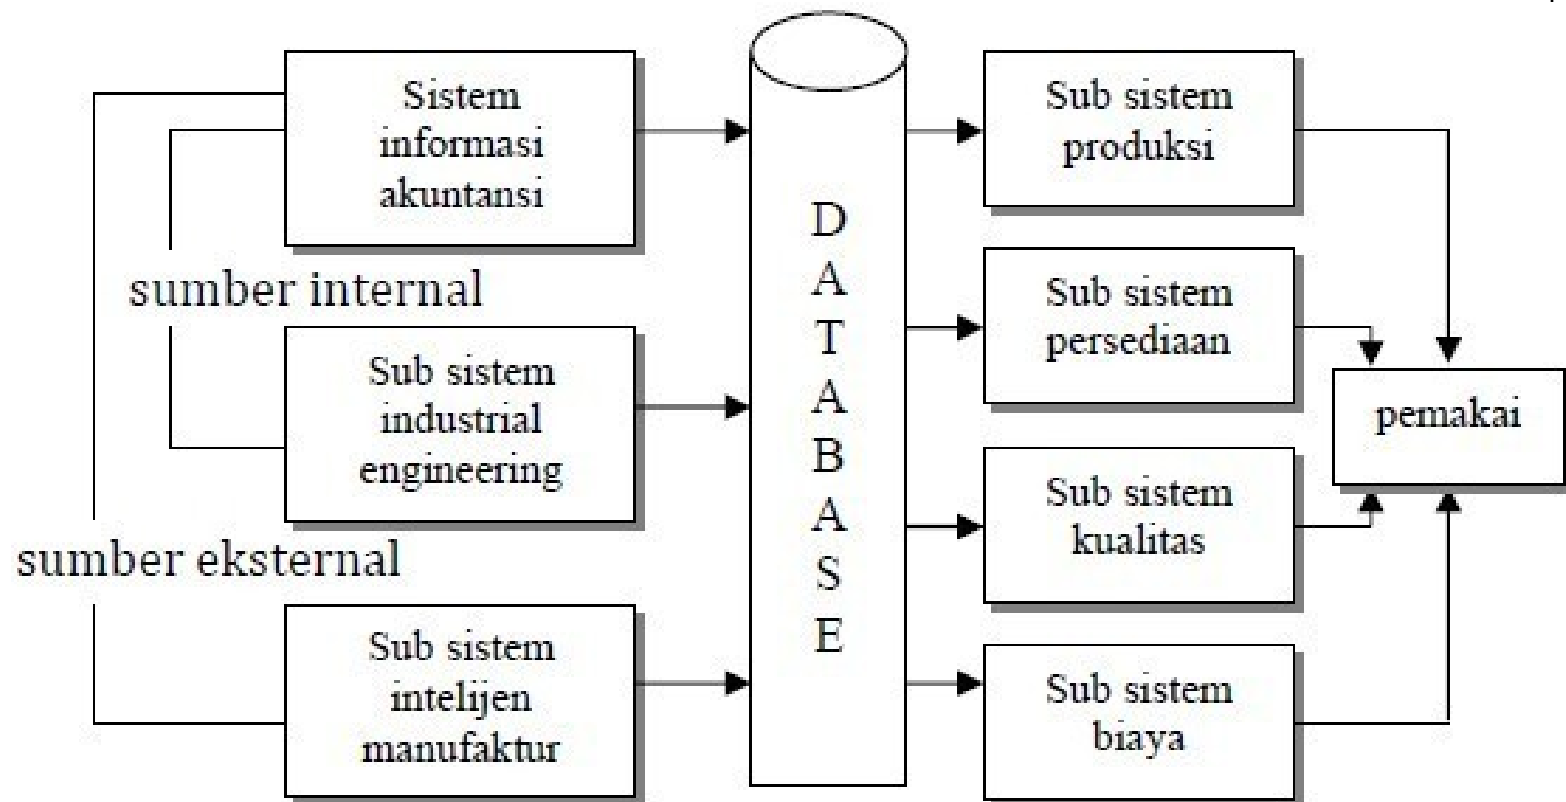 Sistem
informasi
akuntansi
sumber internal
Sub sistem
industrial
engineering
sumber eksternal
Sub sistem
intelijen
manufaktur
D
A
T
A
B
A
S
E
Sub sistem
produksi
Sub sistem
persediaan
Sub sistem
kualitas
Sub sistem
biaya
pemakai